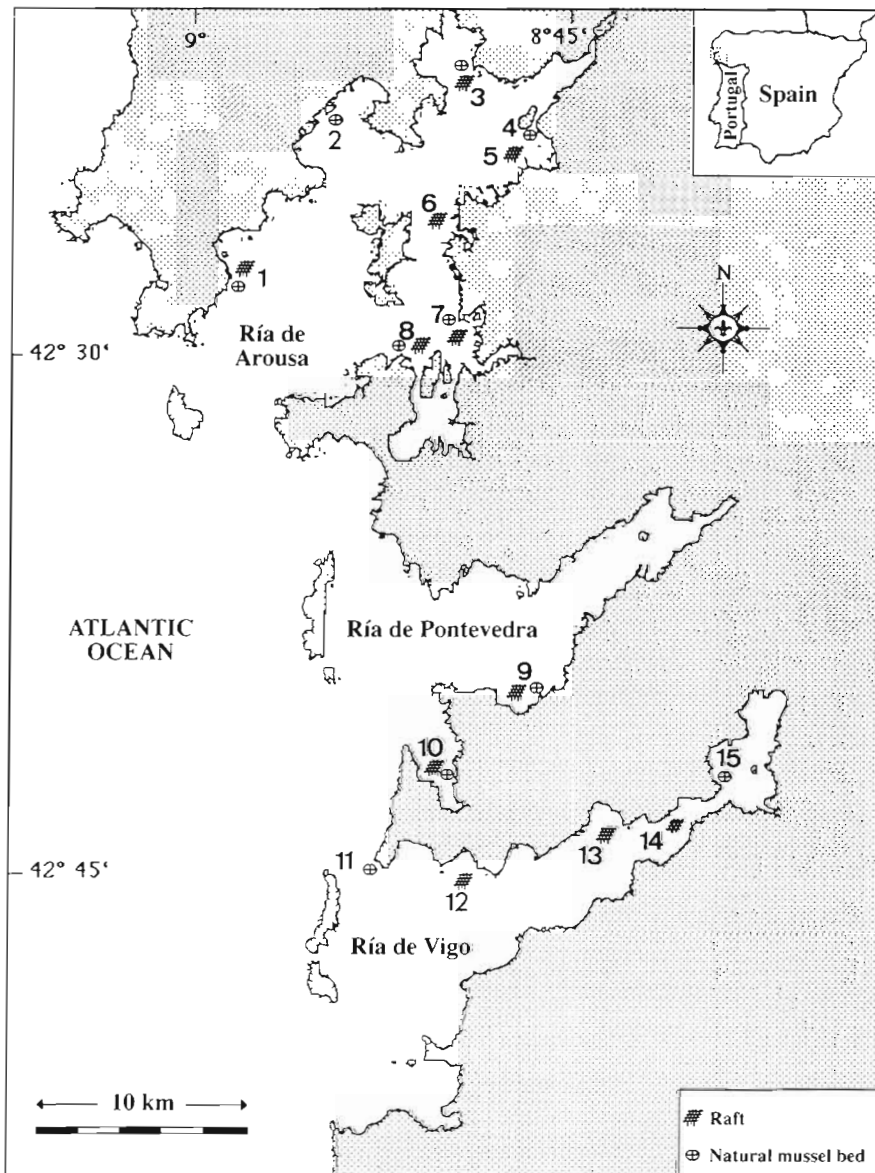 9°
8°45'
Portugal
Spain
3
2
4
5
6
N
1
7
8
Ría de
Arousa
42° 30'
ATLANTIC
OCEAN
Ría de Pontevedra
9
10
15
13
14
11
42° 45'
12
Ría de Vigo
10 km
Raft
Natural mussel bed